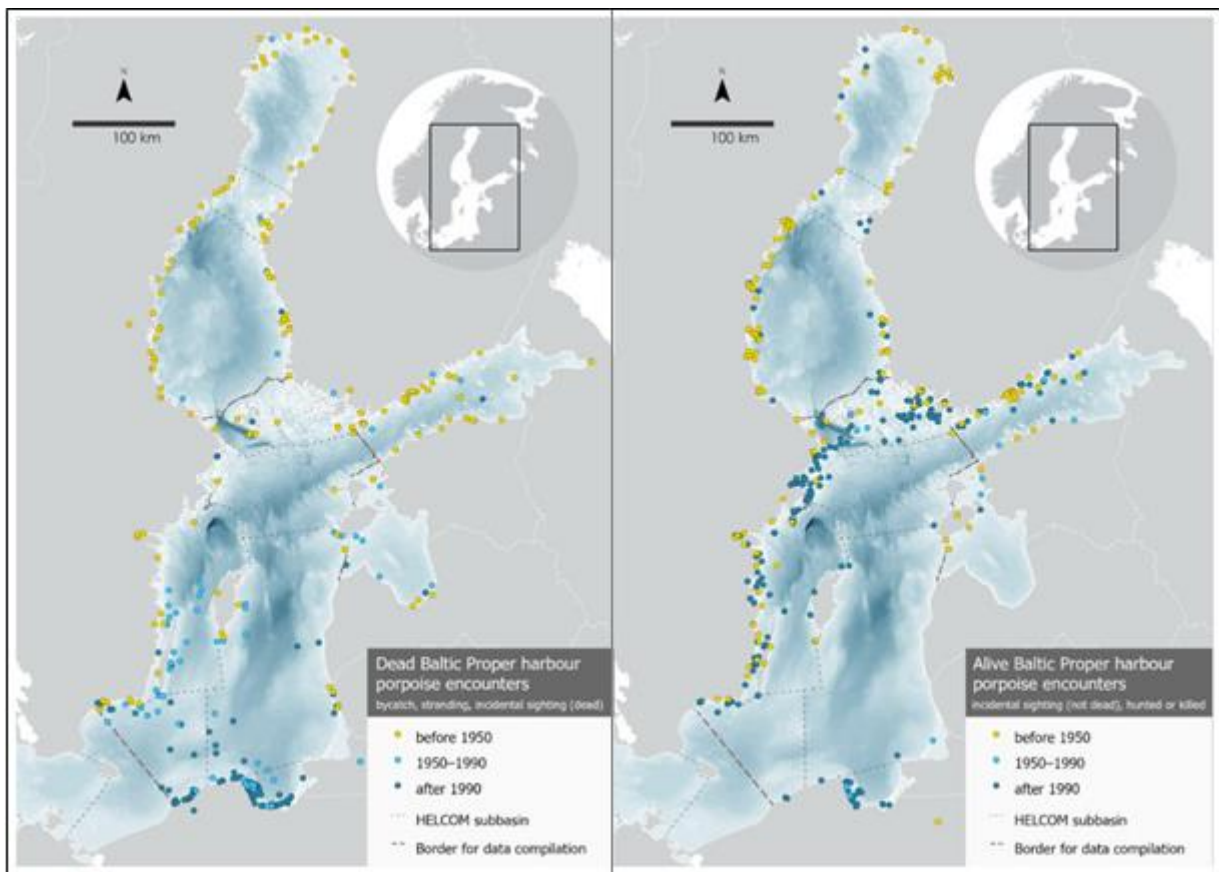 N
100 km
Dead Baltic Proper harbour
porpoise encounters
bycatch, stranding, incidental sighting (dead)
before 1950
1950–1990
after 1990
HELCOM subbasin
Border for data compilation
N
100 km
Alive Baltic Proper harbour
porpoise encounters
incidental sighting (not dead), hunted or killed
before 1950
1950–1990
after 1990
HELCOM subbasin
Border for data compilation